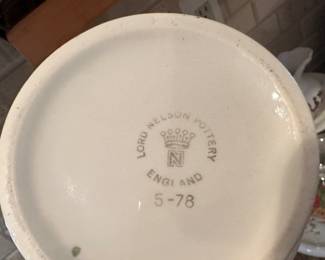 LORD NELSON POTTERY
N
ENGLAND
5-78